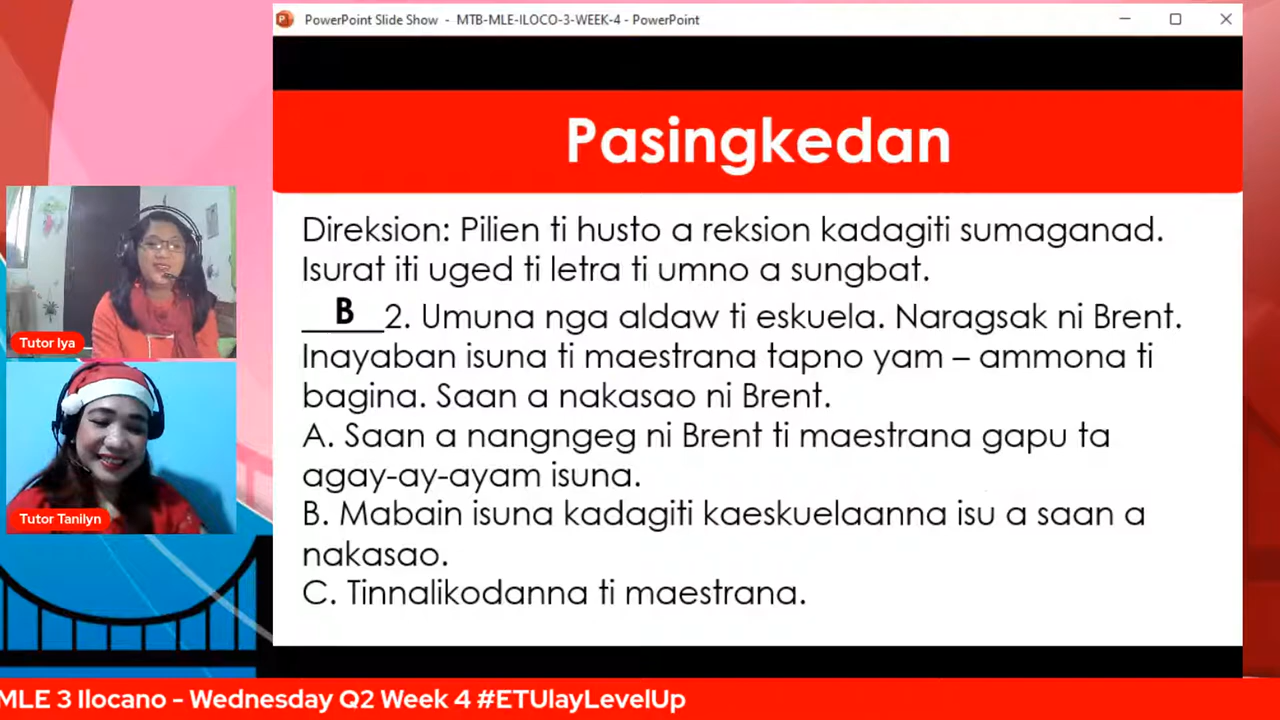 PowerPoint Slide Show - MTB-MLE-ILOCO-3-WEEK-4 - PowerPoint
Pasingkedan
Direksion: Pilien ti husto a reksion kadagiti sumaganad.
Isurat iti uged ti letra ti umno a sungbat.
__B__2. Umuna nga aldaw ti eskuela. Naragsak ni Brent.
Inayaban isuna ti maestrana tapno yam – ammona ti
bagina. Saan a nakasao ni Brent.
A. Saan a nangngeg ni Brent ti maestrana gapu ta
agay-ay-ayam isuna.
B. Mabain isuna kadagiti kaeskuelaanna isu a saan a
nakasao.
C. Tinnalikodanna ti maestrana.
Tutor Iya
Tutor Tanilyn
MLE 3 Ilocano - Wednesday Q2 Week 4 #ETUlayLevelUp